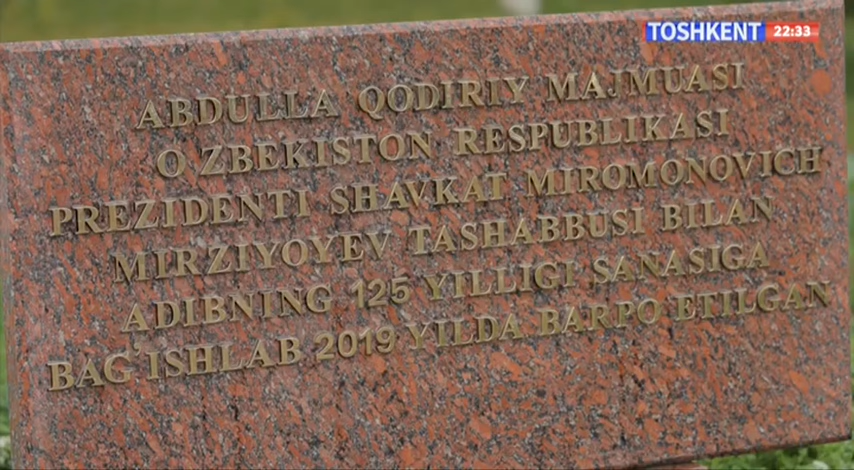 TOSHKENT 22:33
ABDULLA QODIRIY MAJMUASI
O'ZBEKISTON RESPUBLIKASI
PREZIDENTI SHAVKAT MIROMONOVICH
MIRZIYOYEV TASHABBUSI BILAN
ADIBNING 125 YILLIGI SANASIGA
BAG'ISHLAB 2019 YILDA BARPO ETILGAN